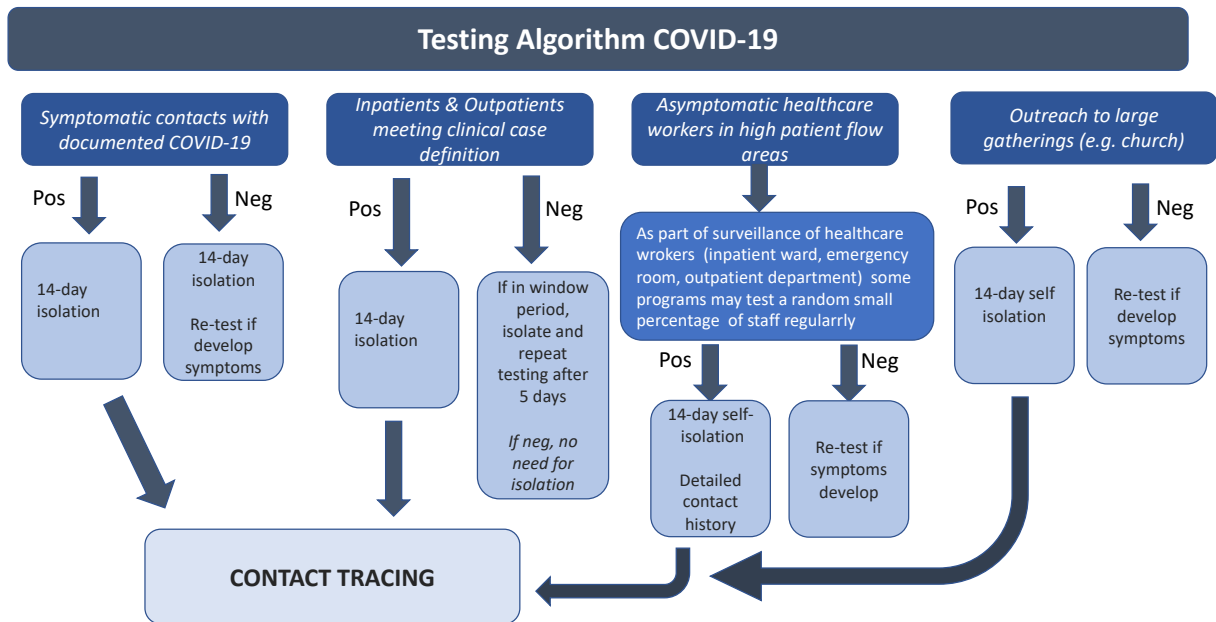 Testing Algorithm COVID-19
Symptomatic contacts with
documented COVID-19
Pos
Neg
14-day
isolation
14-day
isolation
Re-test if
develop
symptoms
Inpatients & Outpatients
meeting clinical case
definition
Pos
Neg
14-day
isolation
If in window
period,
isolate and
repeat
testing after
5 days
If neg, no
need for
isolation
Asymptomatic healthcare
workers in high patient flow
areas
As part of surveillance of healthcare
wrokers (inpatient ward, emergency
room, outpatient department) some
programs may test a random small
percentage of staff regularrly
Pos
Neg
14-day self-
isolation
Detailed
contact
history
Re-test if
symptoms
develop
Outreach to large
gatherings (e.g. church)
Pos
Neg
14-day self
isolation
Re-test if
develop
symptoms
CONTACT TRACING